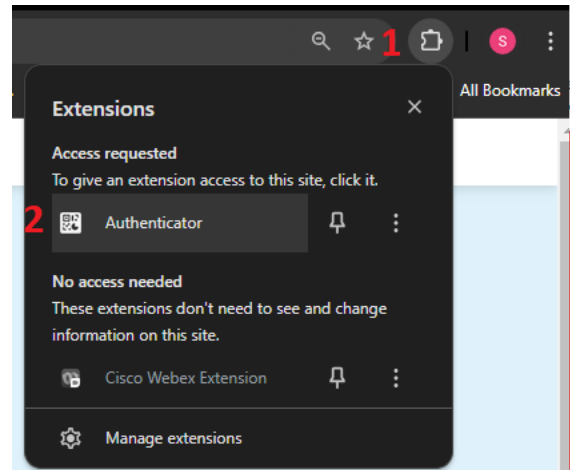 1
S
All Bookmarks
Extensions
Access requested
To give an extension access to this site, click it.
2
Authenticator
No access needed
These extensions don't need to see and change
information on this site.
Cisco Webex Extension
Manage extensions